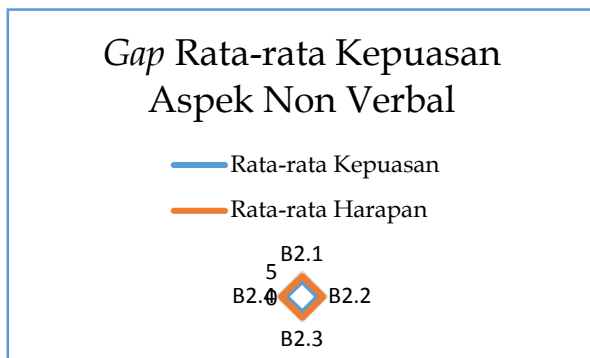 Gap Rata-rata Kepuasan
Aspek Non Verbal
Rata-rata Kepuasan
Rata-rata Harapan
B2.1
5
B2.4
0
B2.2
B2.3